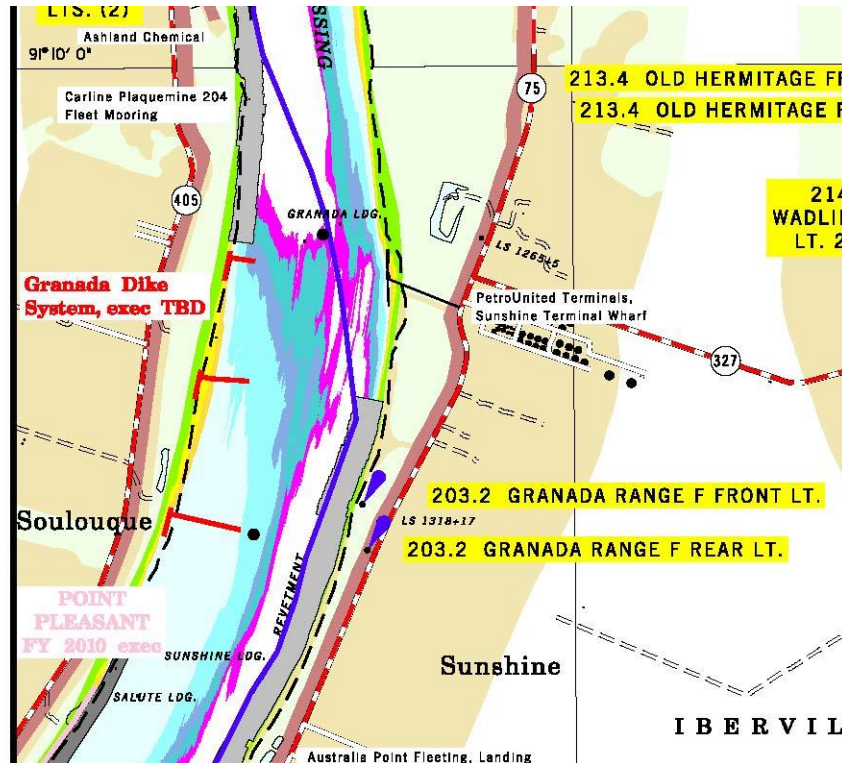 LTS. (2)
Ashland Chemical
91° 10' 0"
SSING
75
213.4 OLD HERMITAGE FR
213.4 OLD HERMITAGE R
Carline Plaquemine 204
Fleet Mooring
405
GRANADA LDG.
214
WADLI
LT. 2
LS 1265+5
Granada Dike
System, exec TBD
PetroUnited Terminals,
Sunshine Terminal Wharf
327
203.2 GRANADA RANGE F FRONT LT.
LS 1318+17
203.2 GRANADA RANGE F REAR LT.
Soulouque
REVETMENT
POINT
PLEASANT
FY 2010 exec
SUNSHINE LDG.
Sunshine
SALUTE LDG.
IBERVIL
Australia Point Fleeting, Landing